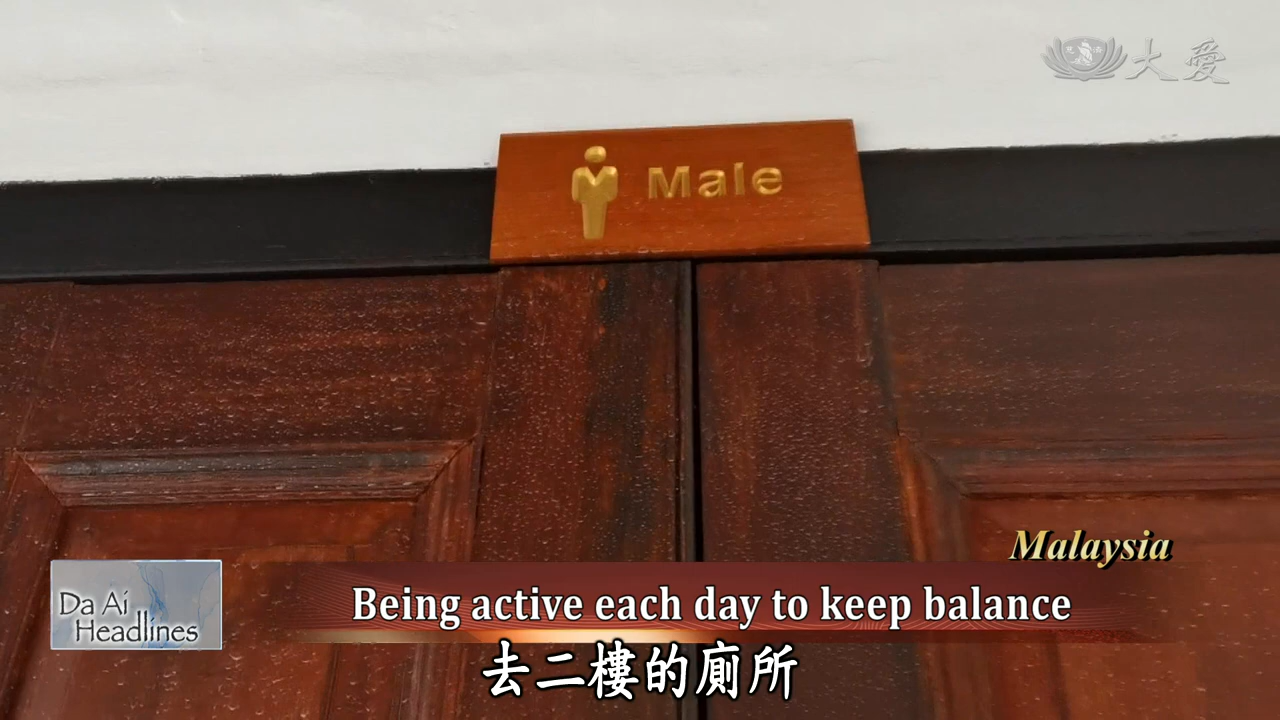 大愛
Male
Malaysia
Da Ai
Headlines
Being active each day to keep balance
去二樓的廁所